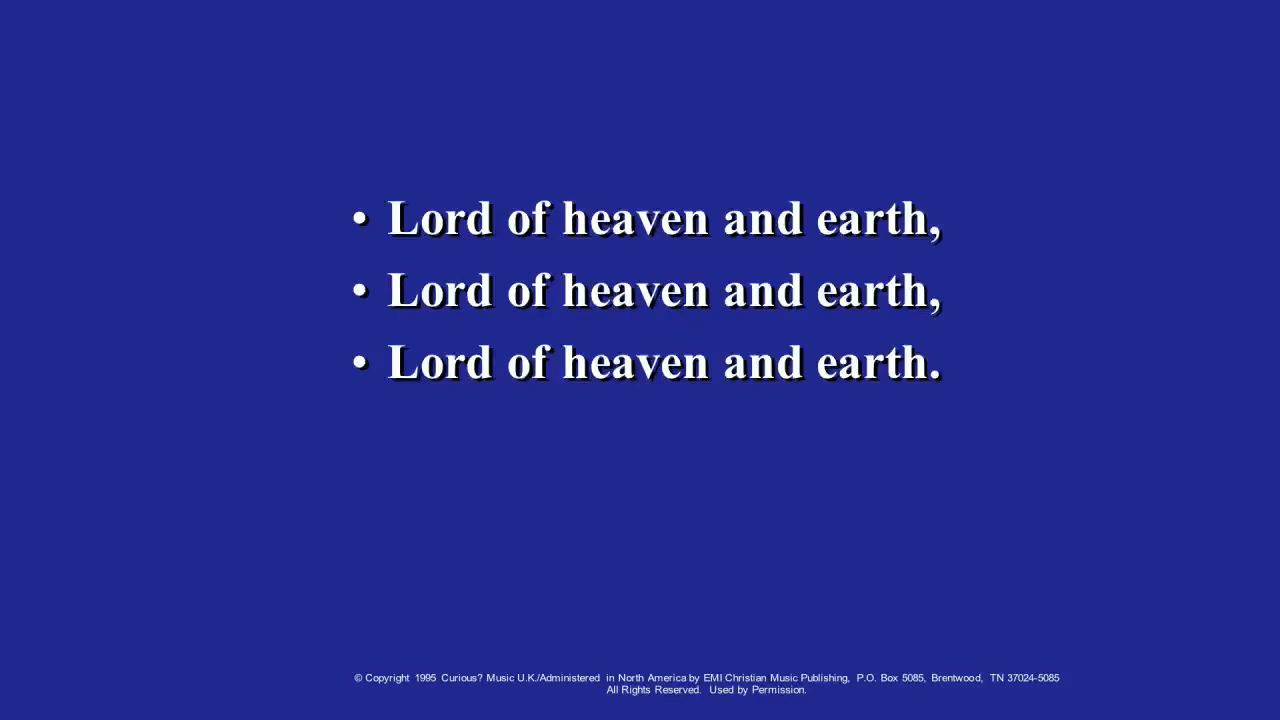 • Lord of heaven and earth,
• Lord of heaven and earth,
• Lord of heaven and earth.
© Copyright 1995 Curious? Music U.K./Administered in North America by EMI Christian Music Publishing, P.O. Box 5085, Brentwood, TN 37024-5085
All Rights Reserved. Used by Permission.